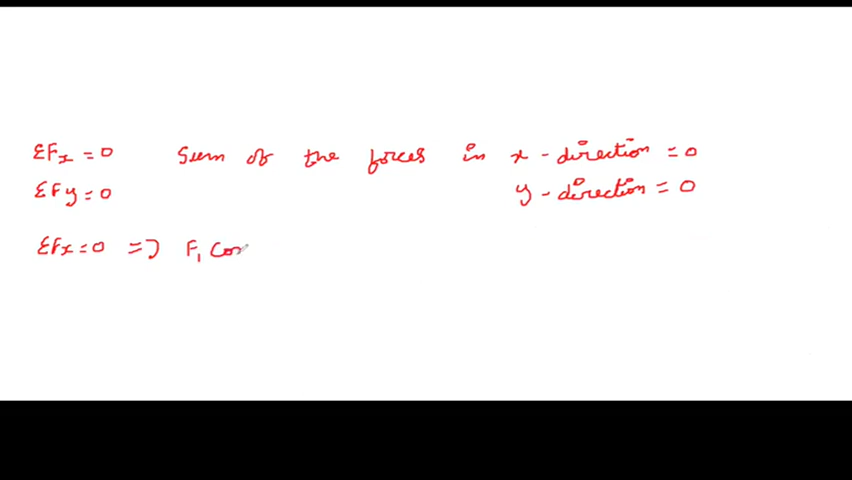 ΣFx = 0 Sum of the forces in x - direction = 0
ΣFy = 0 y - direction = 0
ΣFx = 0 => F₁ Cos